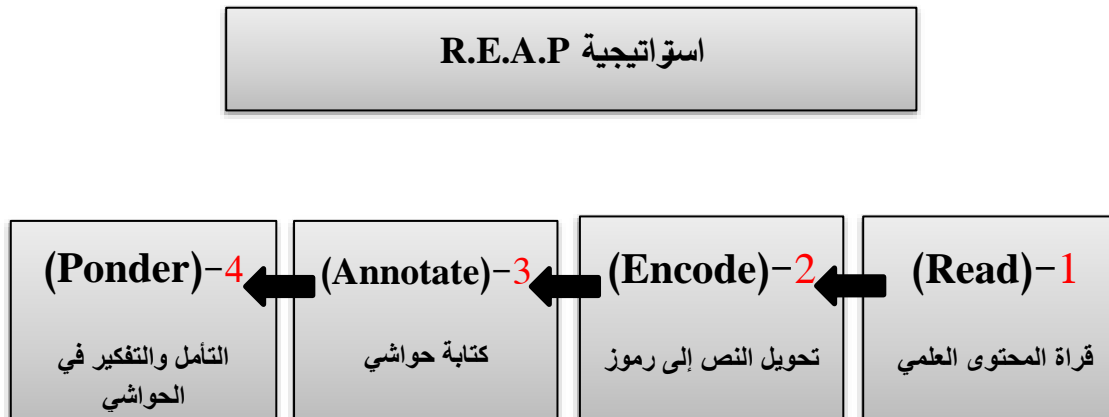 استراتيجية R.E.A.P
1-(Read)
قراة المحتوى العلمي
2-(Encode)
تحويل النص إلى رموز
3-(Annotate)
كتابة حواشي
4-(Ponder)
التأمل والتفكير في
الحواشي